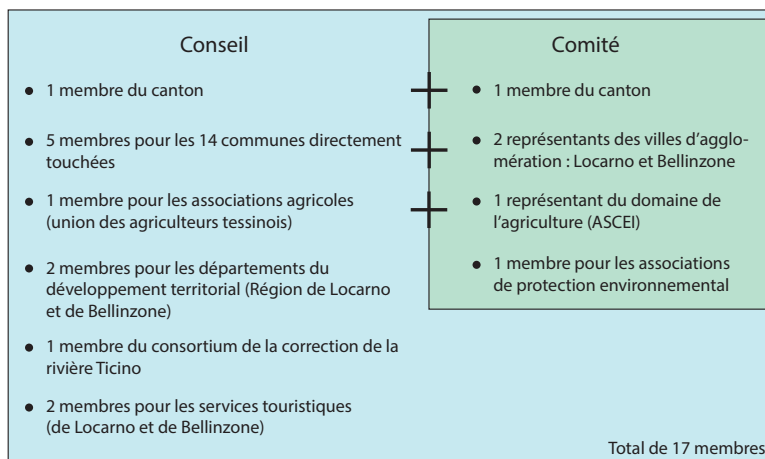 Conseil
• 1 membre du canton
• 5 membres pour les 14 communes directement
touchées
• 1 membre pour les associations agricoles
(union des agriculteurs tessinois)
• 2 membres pour les départements du
développement territorial (Région de Locarno
et de Bellinzone)
• 1 membre du consortium de la correction de la
rivière Ticino
• 2 membres pour les services touristiques
(de Locarno et de Bellinzone)
Comité
• 1 membre du canton
• 2 représentants des villes d'agglo-
mération : Locarno et Bellinzone
• 1 représentant du domaine de
l'agriculture (ASCEI)
• 1 membre pour les associations
de protection environnemental
Total de 17 membres